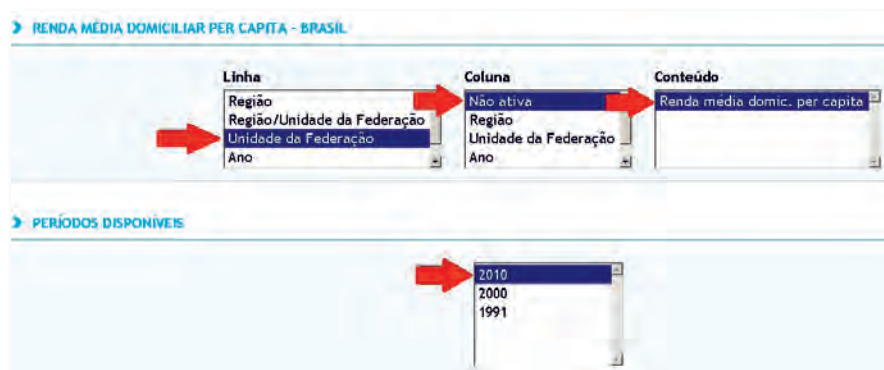 RENDA MÉDIA DOMICILIAR PER CAPITA - BRASIL
Linha
Região
Região/Unidade da Federação
Unidade da Federação
Ano
Coluna
Não ativa
Região
Unidade da Federação
Ano
Conteúdo
Renda média domic. per capita
PERÍODOS DISPONÍVEIS
2010
2000
1991